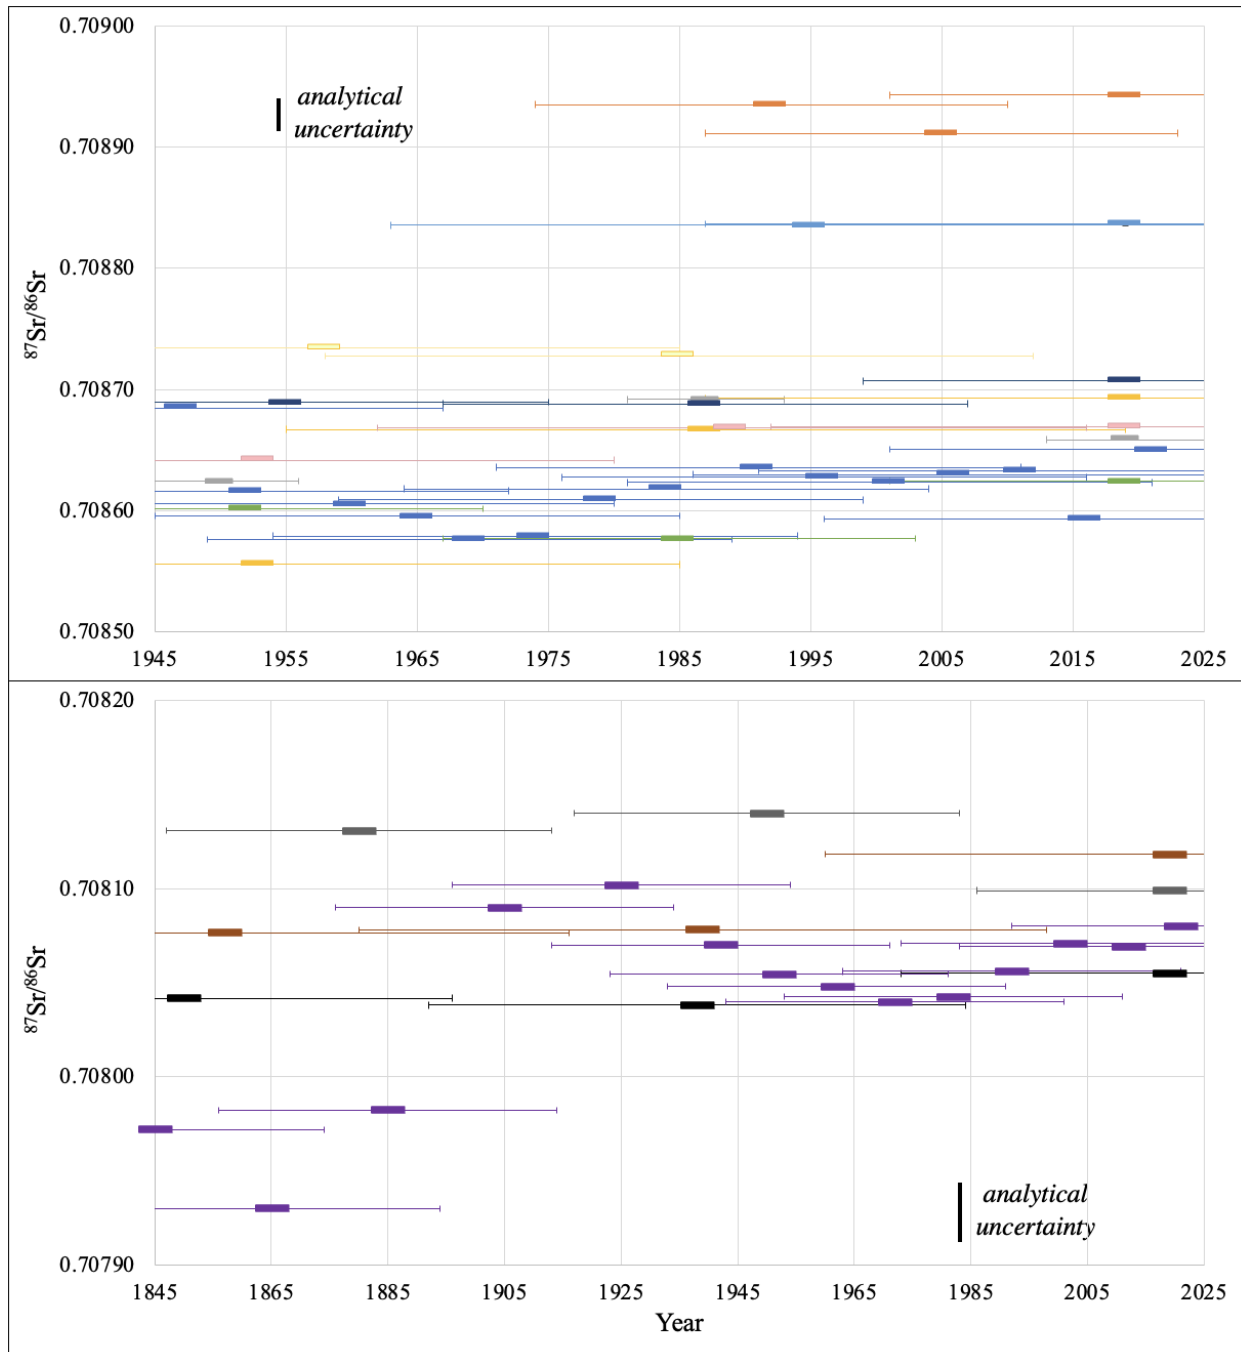 0.70900
analytical
uncertainty
0.70890
0.70880
⁸⁷Sr/⁸⁶Sr
0.70870
0.70860
0.70850
1945 1955 1965 1975 1985 1995 2005 2015 2025
0.70820
0.70810
⁸⁷Sr/⁸⁶Sr
0.70800
analytical
uncertainty
0.70790
1845 1865 1885 1905 1925 1945 1965 1985 2005 2025
Year